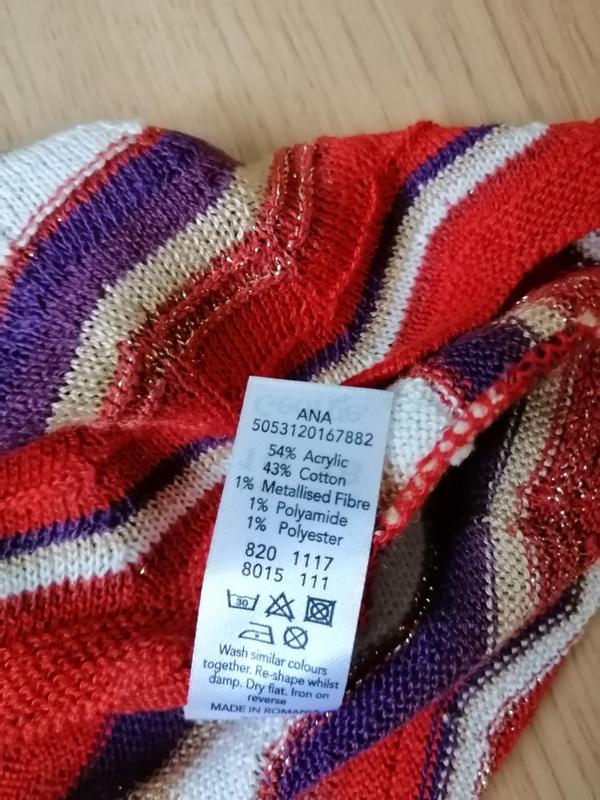 ANA
5053120167882
54% Acrylic
43% Cotton
1% Metallised Fibre
1% Polyamide
1% Polyester
820 1117
8015 111
30
Wash similar colours
together. Re-shape whilst
damp. Dry flat. Iron on
reverse
MADE IN ROMANIA